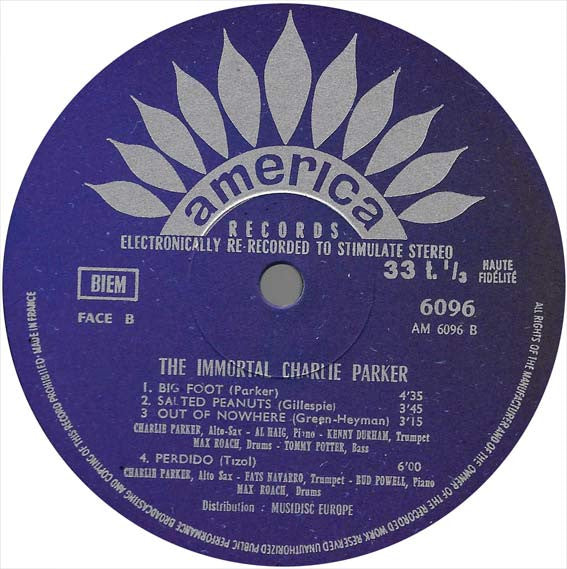 america
RECORDS
ELECTRONICALLY RE-RECORDED TO STIMULATE STEREO
33 t. 1/3
HAUTE
FIDÉLITÉ
BIEM
FACE B
6096
AM 6096 B
THE IMMORTAL CHARLIE PARKER
1. BIG FOOT (Parker) 4'35
2. SALTED PEANUTS (Gillespie) 3'45
3 OUT OF NOWHERE (Green-Heyman) 3'15
CHARLIE PARKER, Alto-Sax - AL HAIG, Piano - KENNY DURHAM, Trumpet
MAX ROACH, Drums - TOMMY POTTER, Bass
4. PERDIDO (Tizol) 6'00
CHARLIE PARKER, Alto Sax - FATS NAVARRO, Trumpet - BUD POWELL, Piano
MAX ROACH, Drums
Distribution : MUSIDISC EUROPE
ALL RIGHTS OF THE MANUFACTURER AND OF THE OWNER OF THE RECORDED WORK RESERVED UNAUTHORIZED PUBLIC PERFORMANCE BROADCASTING AND COPYING OF THIS RECORD PROHIBITED - MADE IN FRANCE